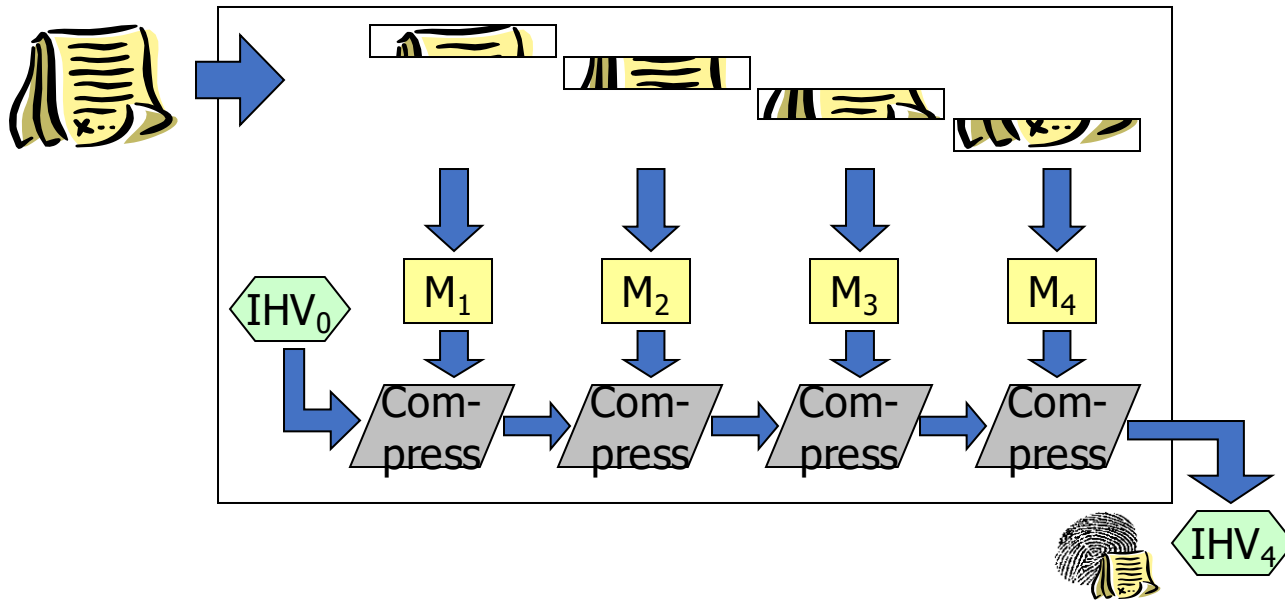 M₁
M₂
M₃
M₄
IHV₀
Com-
press
Com-
press
Com-
press
Com-
press
IHV₄